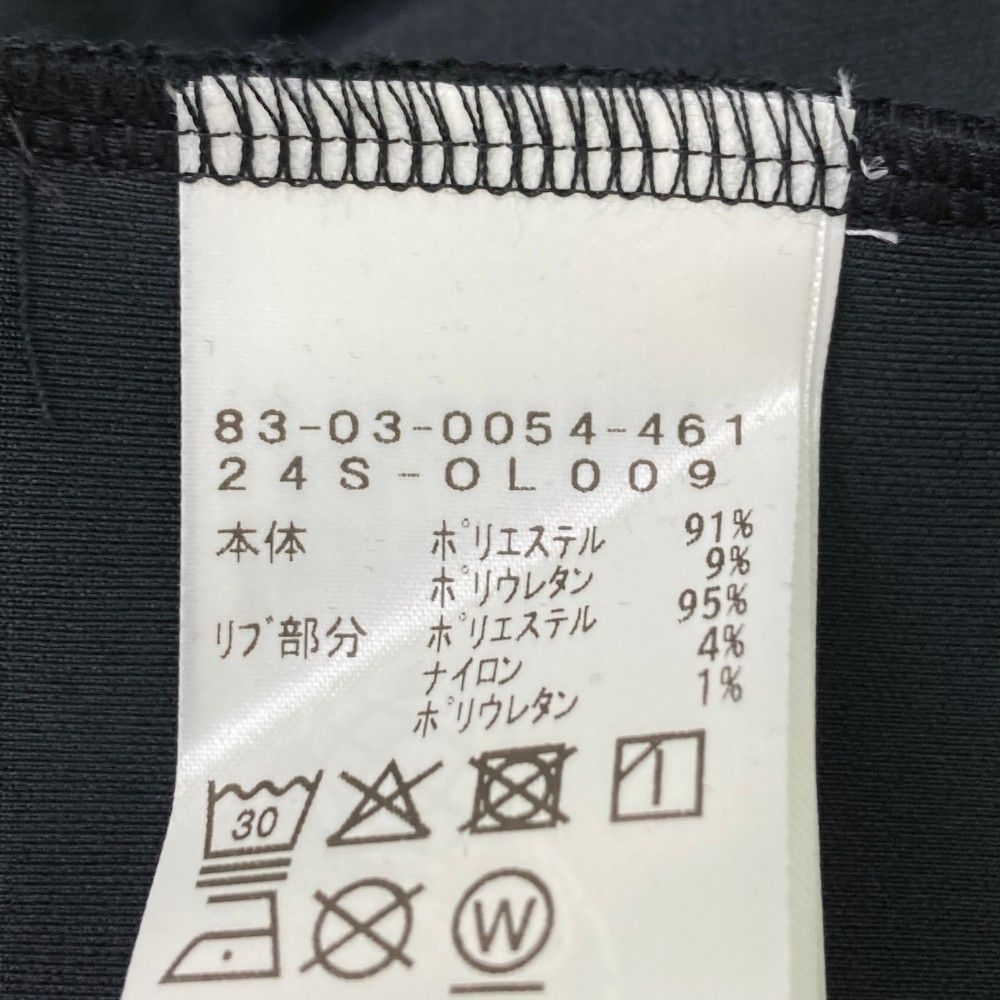 83-03-0054-461
24S-OL009
本体 ポリエステル 91%
ポリウレタン 9%
リブ部分 ポリエステル 95%
ナイロン 4%
ポリウレタン 1%
30
W